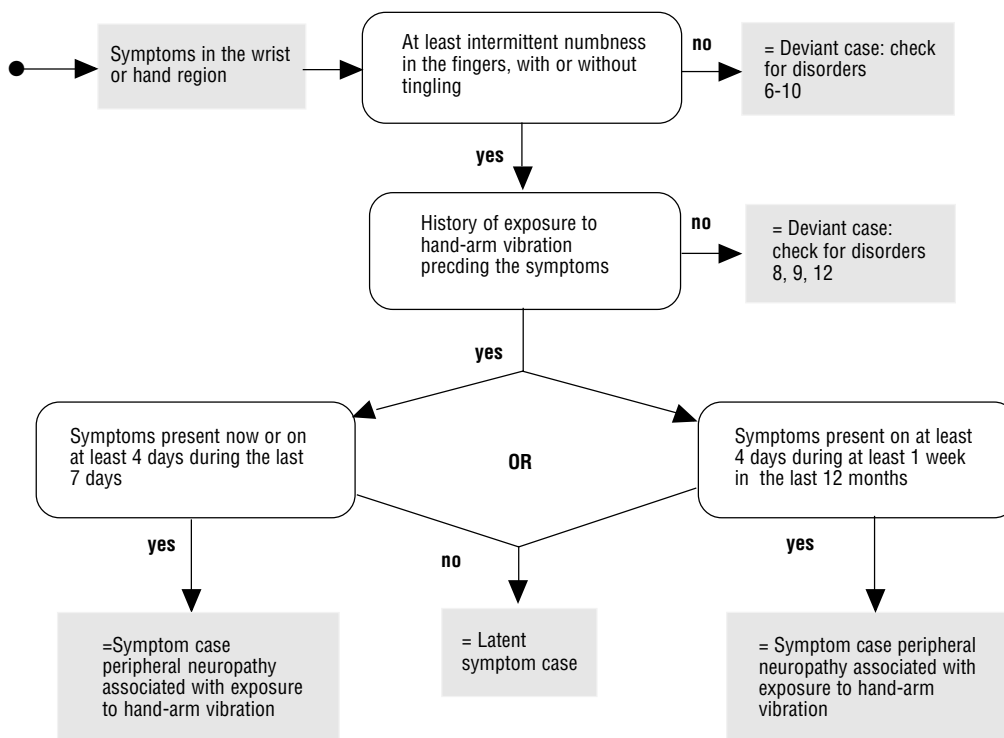 Symptoms in the wrist
or hand region
At least intermittent numbness
in the fingers, with or without
tingling
no
= Deviant case: check
for disorders
6-10
yes
History of exposure to
hand-arm vibration
precding the symptoms
no
= Deviant case:
check for disorders
8, 9, 12
yes
Symptoms present now or on
at least 4 days during the last
7 days
OR
Symptoms present on at least
4 days during at least 1 week
in the last 12 months
yes
no
yes
=Symptom case
peripheral neuropathy
associated with exposure
to hand-arm vibration
= Latent
symptom case
= Symptom case peripheral
neuropathy associated with
exposure to hand-arm
vibration